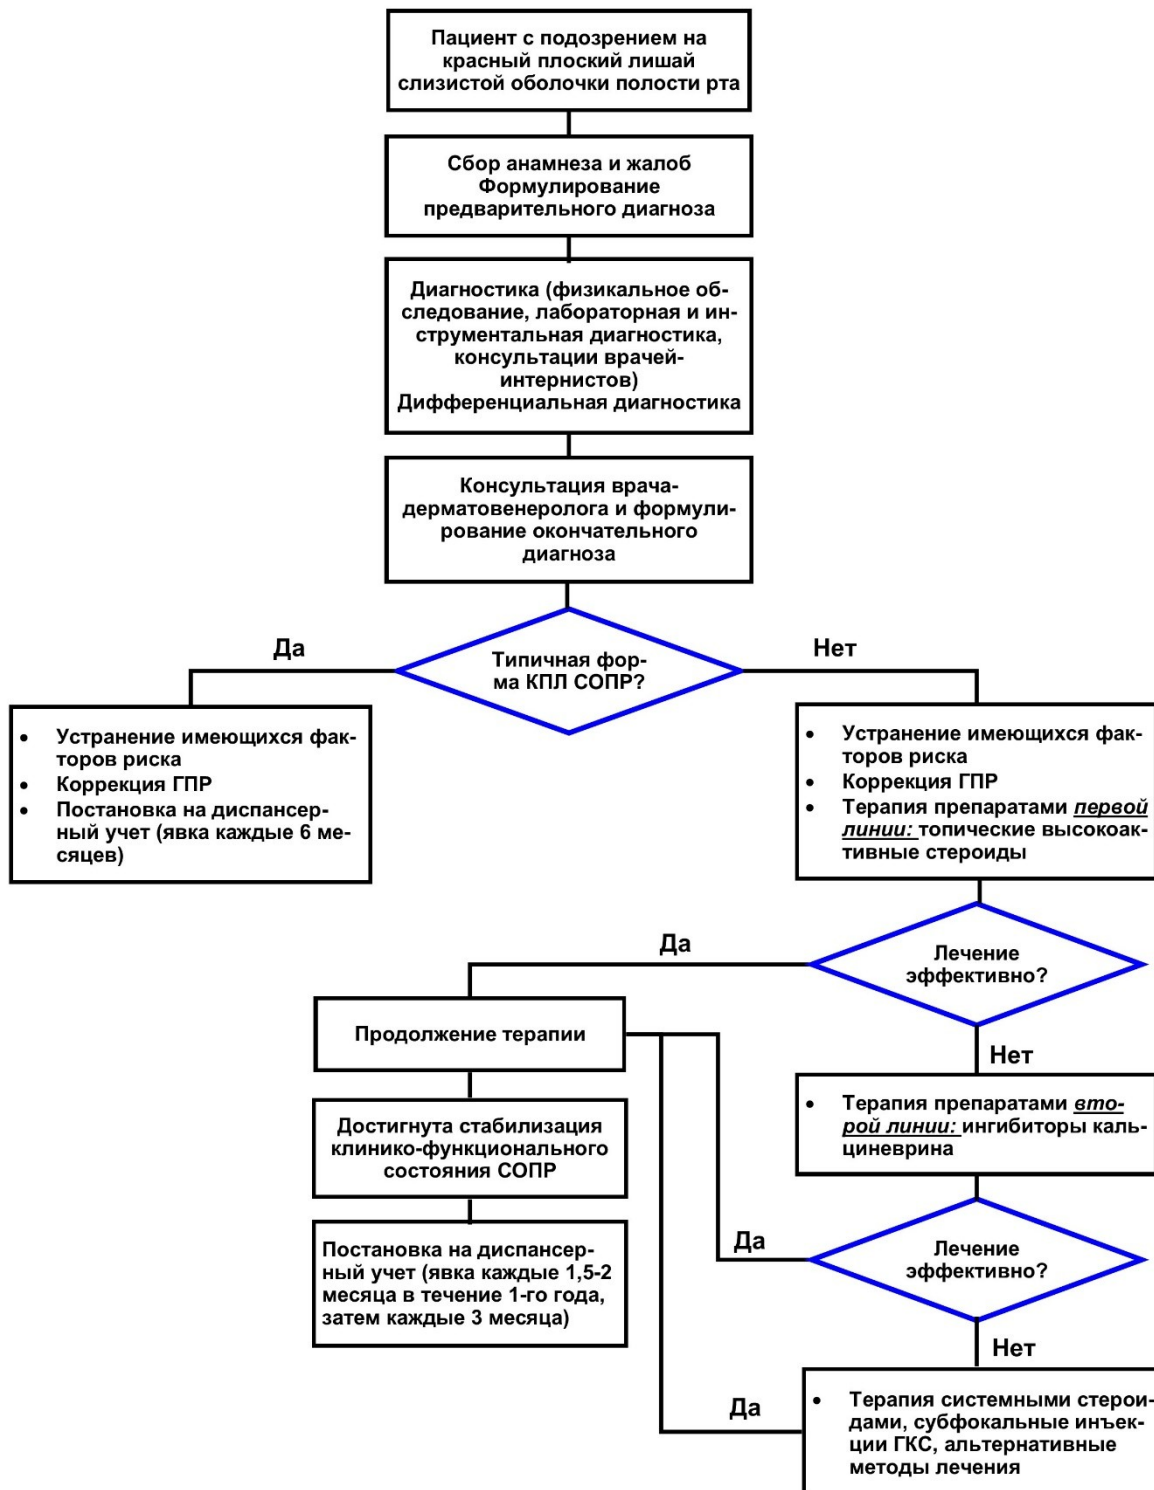 Пациент с подозрением на
красный плоский лишай
слизистой оболочки полости рта
Сбор анамнеза и жалоб
Формулирование
предварительного диагноза
Диагностика (физикальное об-
следование, лабораторная и ин-
струментальная диагностика,
консультации врачей-
интернистов)
Дифференциальная диагностика
Консультация врача-
дерматовенеролога и формули-
рование окончательного
диагноза
Типичная фор-
ма КПЛ СОПР?
Да
Нет
• Устранение имеющихся фак-
торов риска
• Коррекция ГПР
• Постановка на диспансер-
ный учет (явка каждые 6 ме-
сяцев)
• Устранение имеющихся фак-
торов риска
• Коррекция ГПР
• Терапия препаратами первой
линии: топические высокоак-
тивные стероиды
Лечение
эффективно?
Да
Нет
Продолжение терапии
Достигнута стабилизация
клинико-функционального
состояния СОПР
Постановка на диспансер-
ный учет (явка каждые 1,5-2
месяца в течение 1-го года,
затем каждые 3 месяца)
• Терапия препаратами вто-
рой линии: ингибиторы каль-
циневрина
Лечение
эффективно?
Да
Нет
• Терапия системными стерои-
дами, субфокальные инъек-
ции ГКС, альтернативные
методы лечения
Да